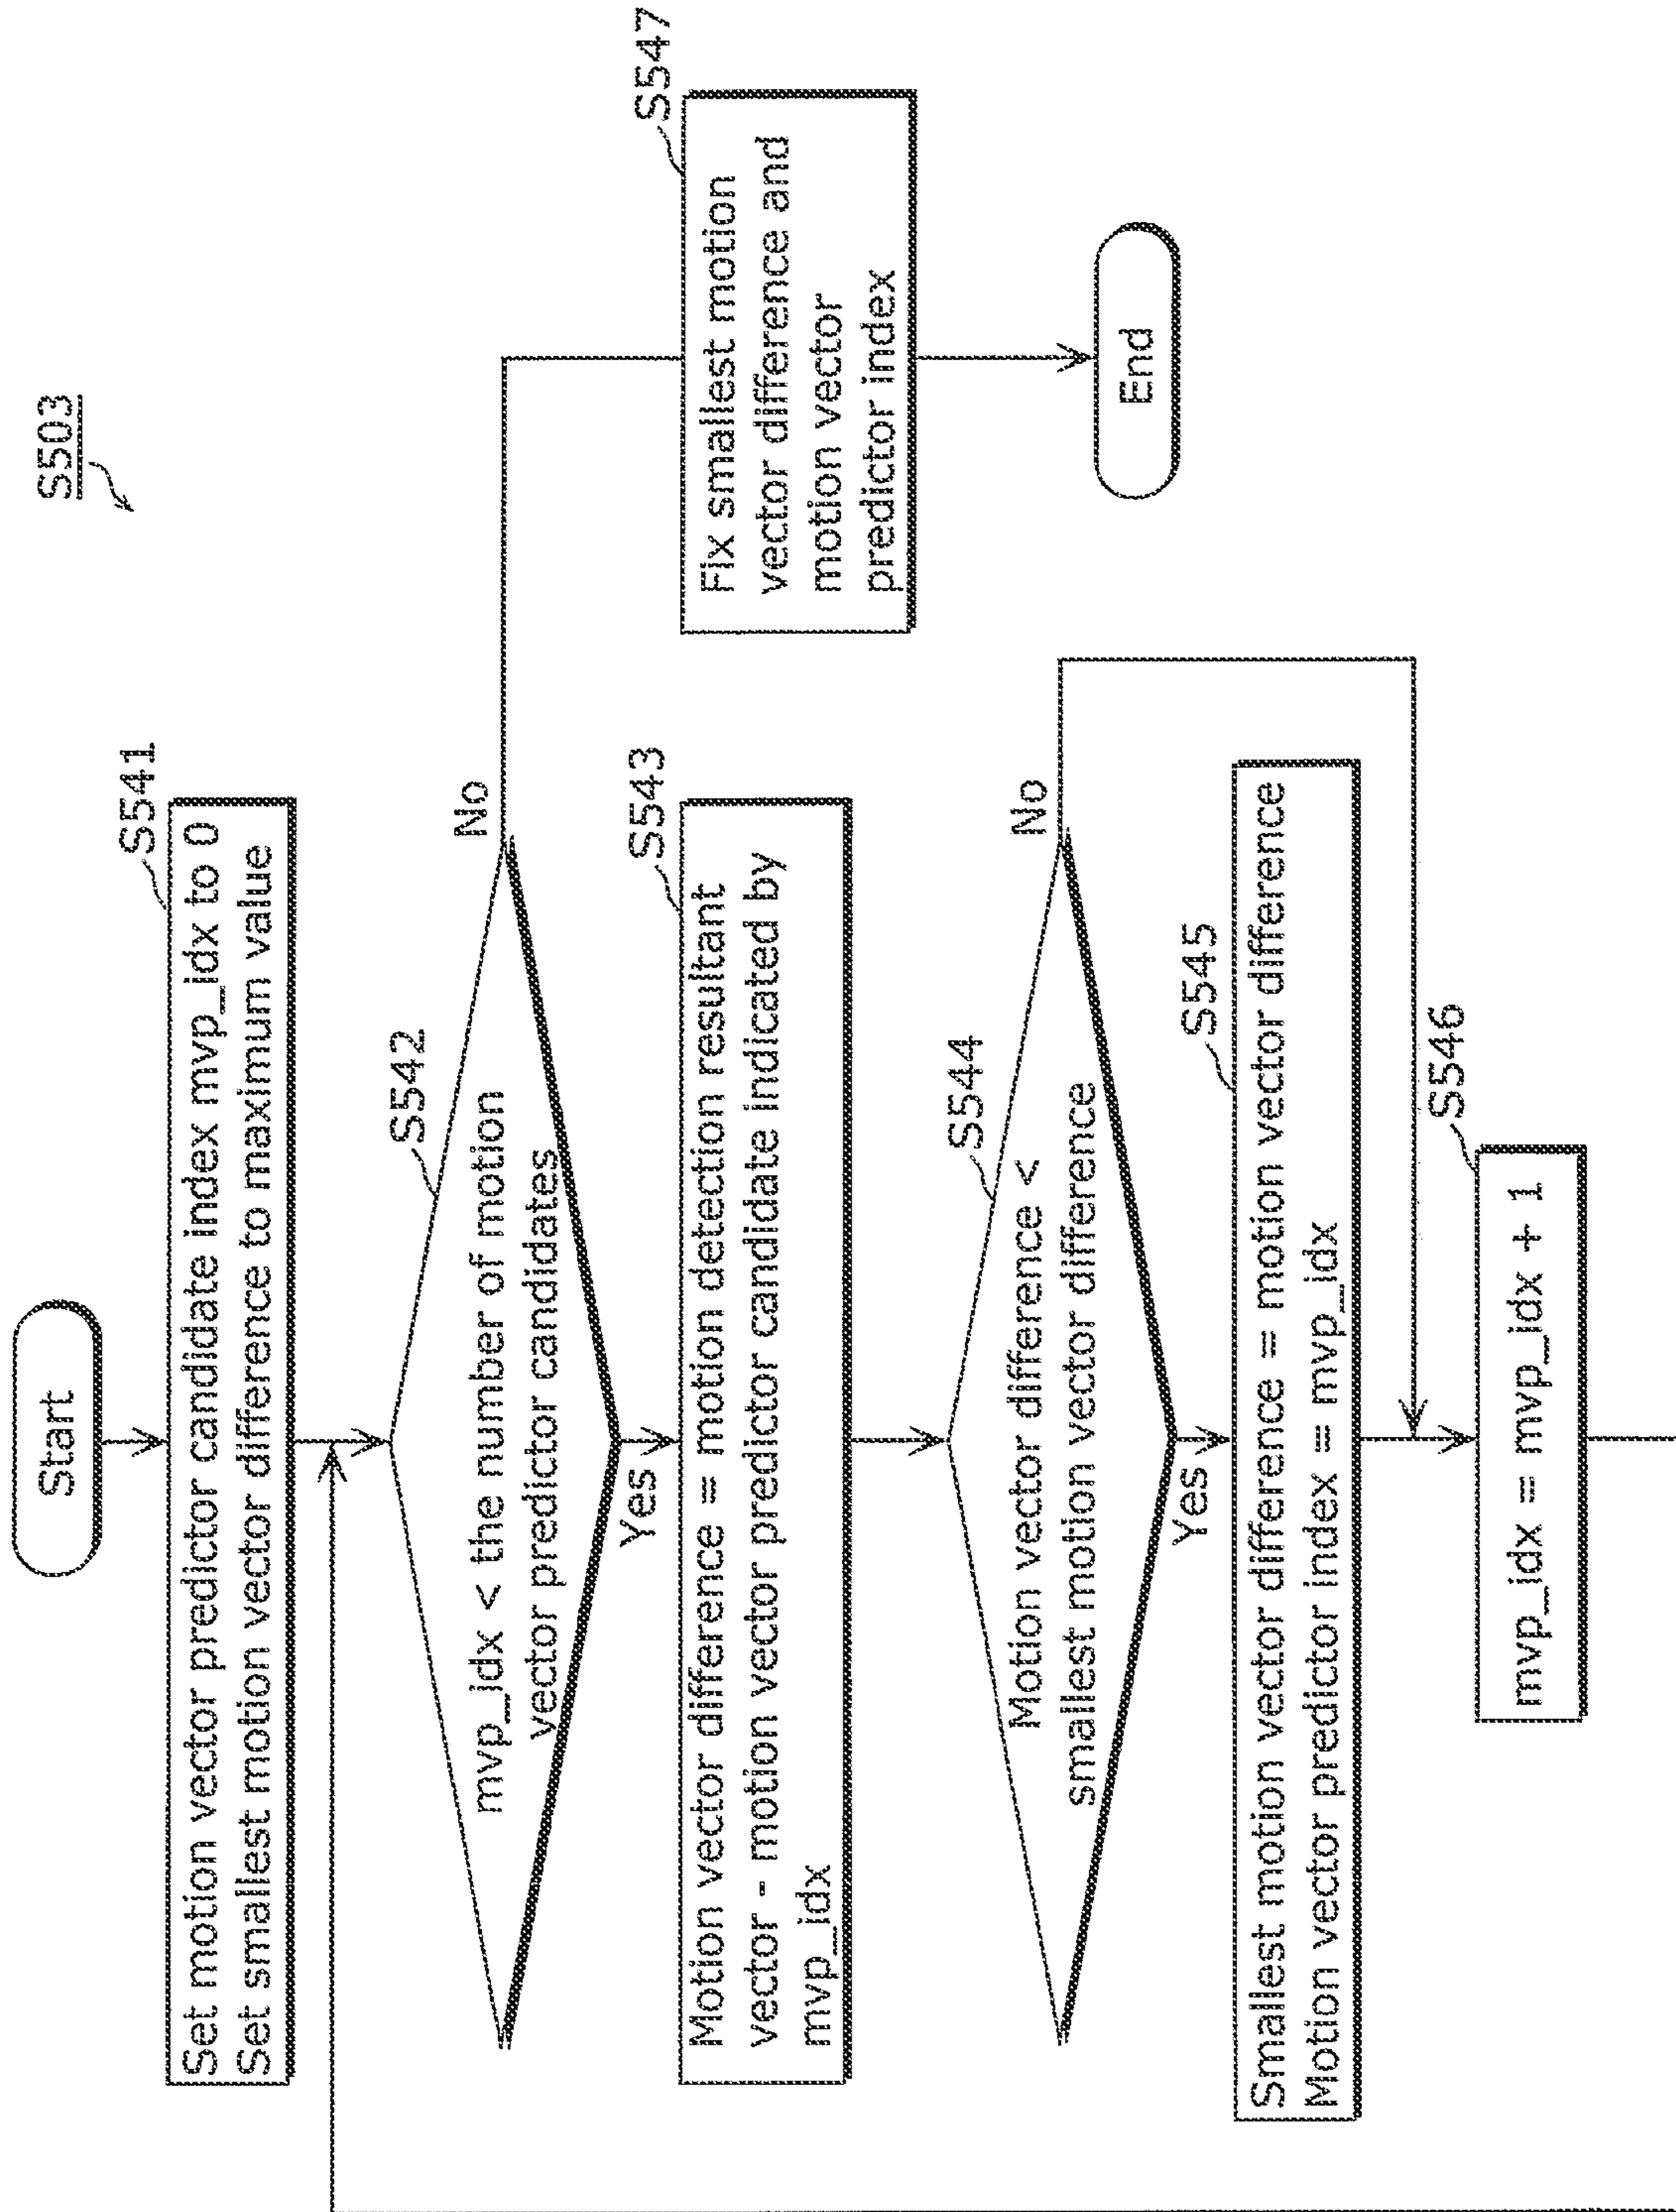 S503
Start
S541
Set motion vector predictor candidate index mvp_idx to 0
Set smallest motion vector difference to maximum value
S542
mvp_idx < the number of motion
vector predictor candidates
No
Yes
S543
Motion vector difference = motion detection resultant
vector - motion vector predictor candidate indicated by
mvp_idx
S544
Motion vector difference <
smallest motion vector difference
No
Yes
S545
Smallest motion vector difference = motion vector difference
Motion vector predictor index = mvp_idx
S546
mvp_idx = mvp_idx + 1
S547
Fix smallest motion
vector difference and
motion vector
predictor index
End